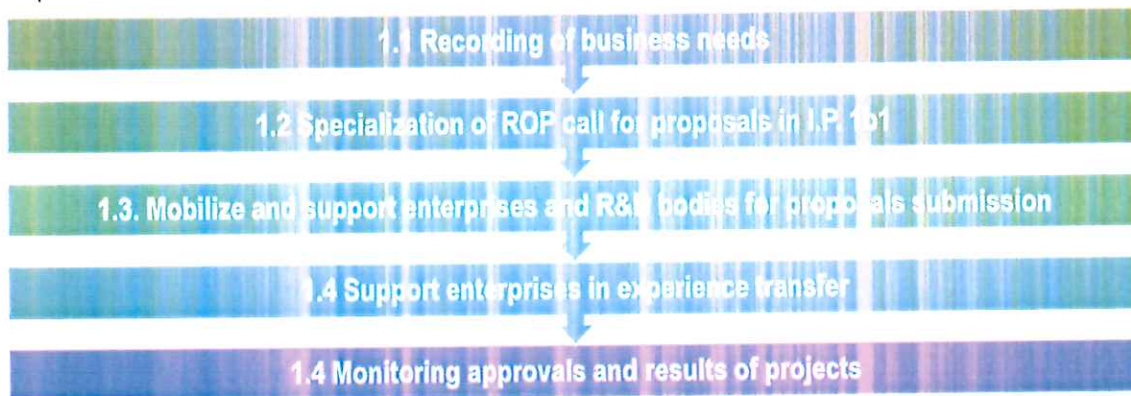 1.1 Recording of business needs
1.2 Specialization of ROP call for proposals in I.P. 1b1
1.3. Mobilize and support enterprises and R&D bodies for proposals submission
1.4 Support enterprises in experience transfer
1.4 Monitoring approvals and results of projects